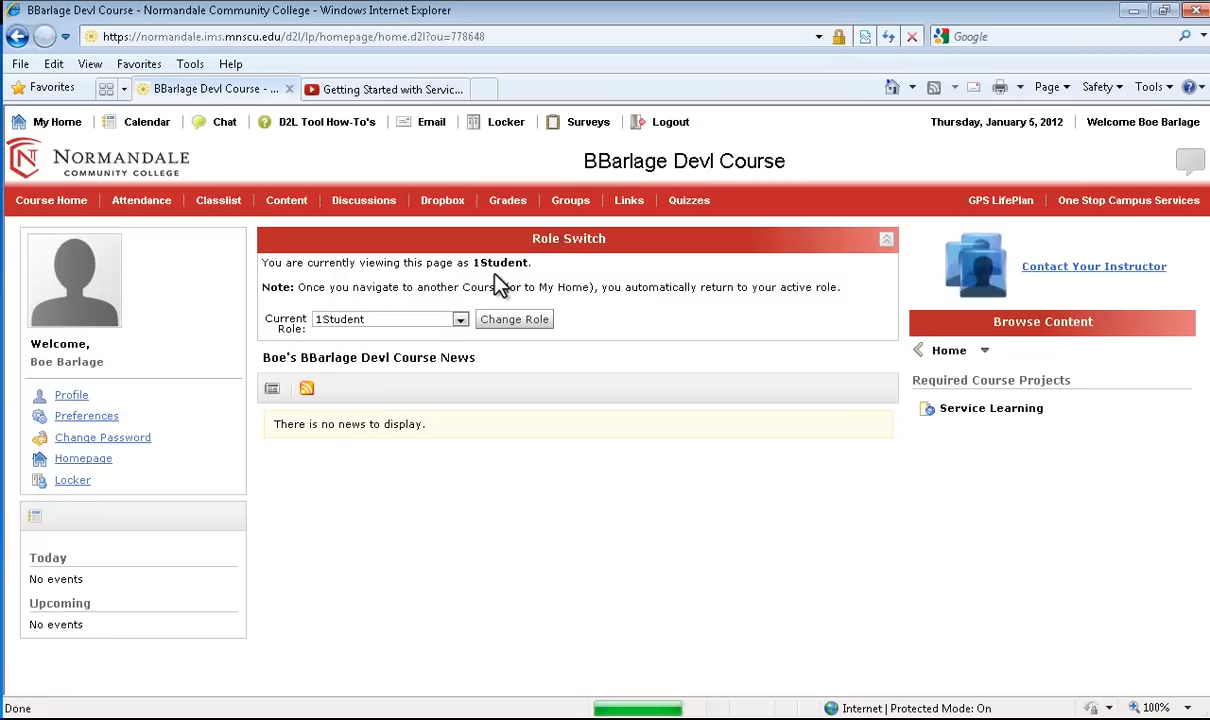 BBarlage Devl Course - Normandale Community College - Windows Internet Explorer
https://normandale.ims.mnscu.edu/d2l/lp/homepage/home.d2l?ou=778648
Google
File Edit View Favorites Tools Help
Favorites
BBarlage Devl Course - ...
Getting Started with Servic...
Page Safety Tools
My Home Calendar Chat D2L Tool How-To's Email Locker Surveys Logout
Thursday, January 5, 2012 Welcome Boe Barlage
NORMANDALE
COMMUNITY COLLEGE
BBarlage Devl Course
Course Home Attendance Classlist Content Discussions Dropbox Grades Groups Links Quizzes GPS LifePlan One Stop Campus Services
Welcome,
Boe Barlage
Profile
Preferences
Change Password
Homepage
Locker
Today
No events
Upcoming
No events
Role Switch
You are currently viewing this page as 1Student.
Note: Once you navigate to another Cours or to My Home), you automatically return to your active role.
Current
Role:
1Student
Change Role
Boe's BBarlage Devl Course News
There is no news to display.
Contact Your Instructor
Browse Content
Home
Required Course Projects
Service Learning
Done
Internet | Protected Mode: On
100%